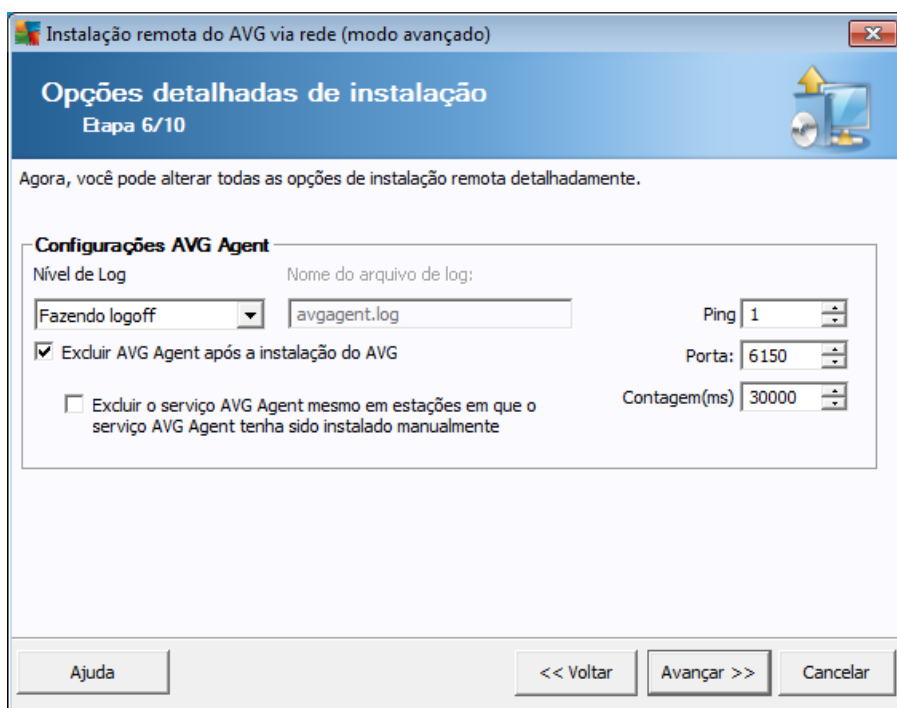 Instalação remota do AVG via rede (modo avançado)
Opções detalhadas de instalação
Etapa 6/10
Agora, você pode alterar todas as opções de instalação remota detalhadamente.
Configurações AVG Agent
Nível de Log
Nome do arquivo de log:
Fazendo logoff
avgagent.log
Ping 1
Excluir AVG Agent após a instalação do AVG
Porta: 6150
Contagem(ms) 30000
Excluir o serviço AVG Agent mesmo em estações em que o
serviço AVG Agent tenha sido instalado manualmente
Ajuda
<< Voltar
Avançar >>
Cancelar